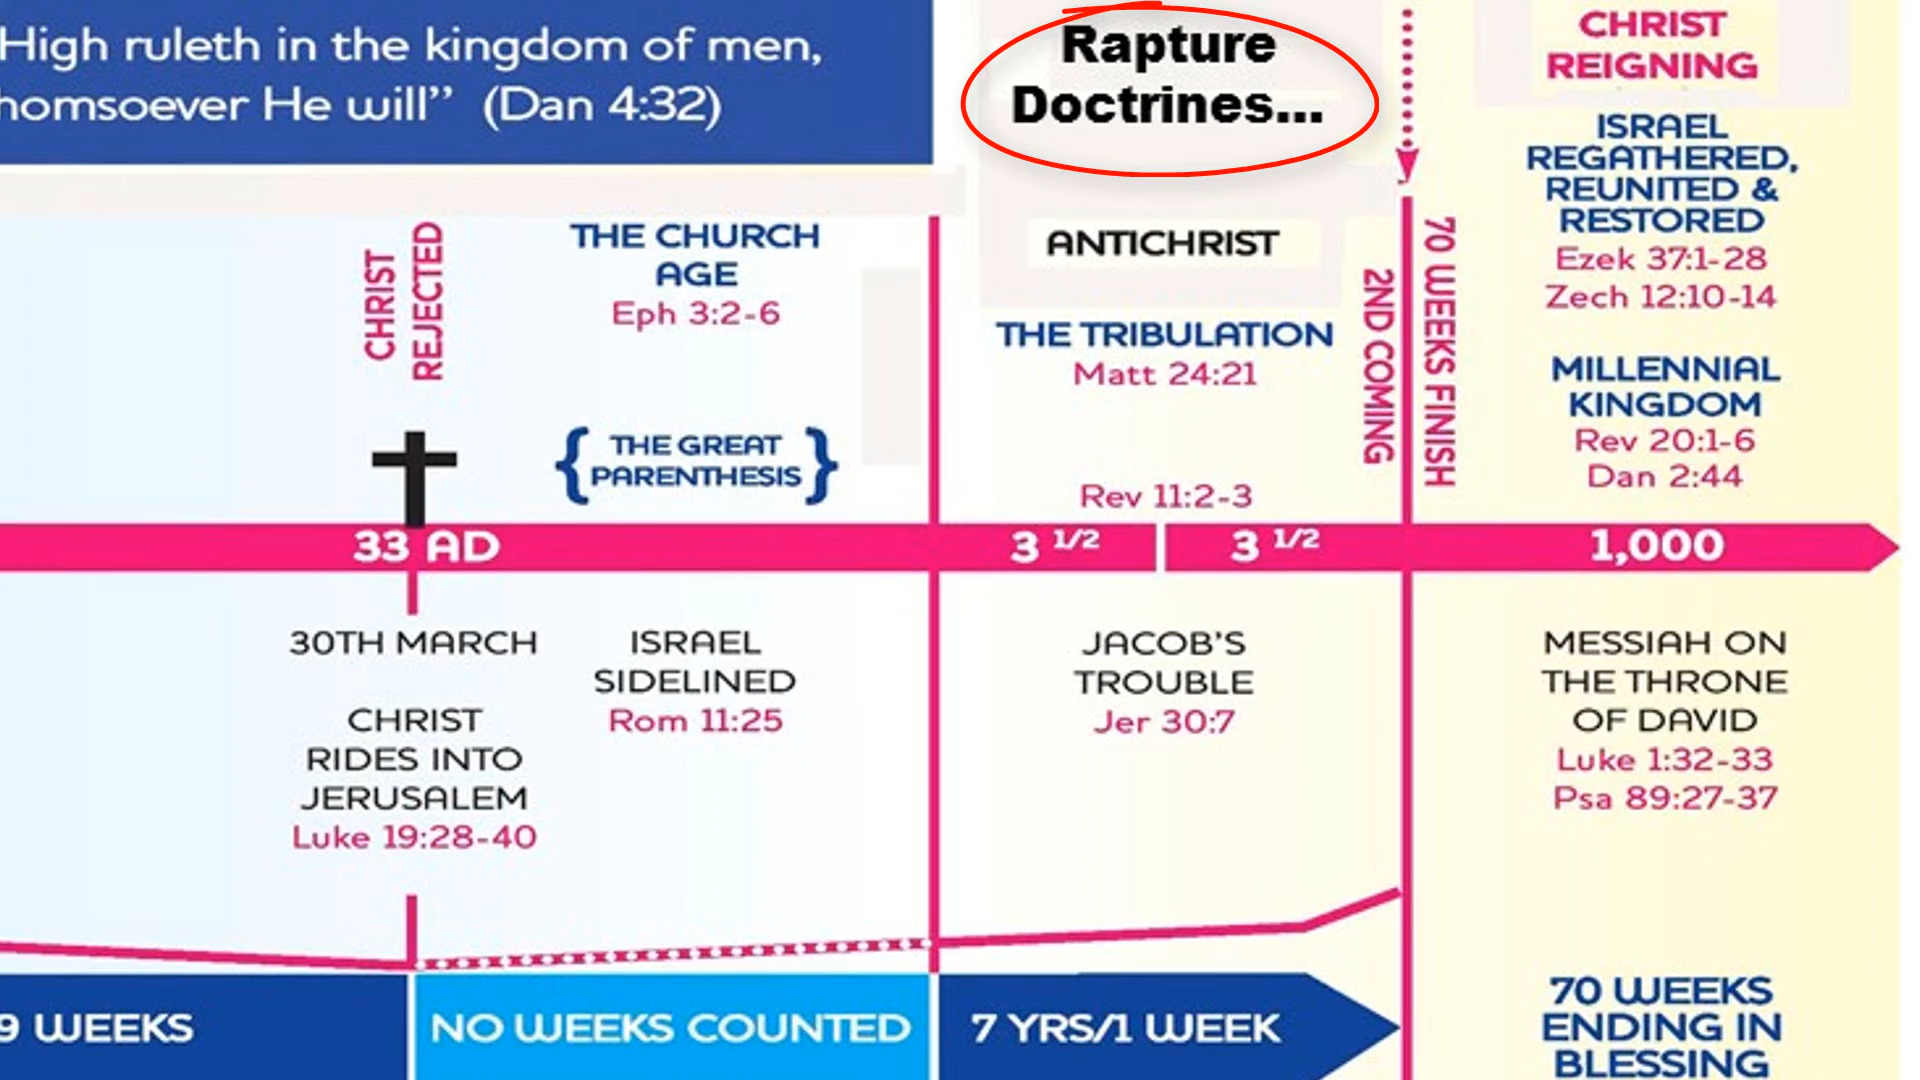 High ruleth in the kingdom of men,
homsoever He will” (Dan 4:32)
Rapture
Doctrines...
CHRIST
REIGNING
ISRAEL
REGATHERED,
REUNITED &
RESTORED
Ezek 37:1-28
Zech 12:10-14
MILLENNIAL
KINGDOM
Rev 20:1-6
Dan 2:44
CHRIST
REJECTED
THE CHURCH
AGE
Eph 3:2-6
{ THE GREAT
PARENTHESIS }
ANTICHRIST
THE TRIBULATION
Matt 24:21
Rev 11:2-3
2ND COMING
70 WEEKS FINISH
33 AD
3 1/2
3 1/2
1,000
30TH MARCH
CHRIST
RIDES INTO
JERUSALEM
Luke 19:28-40
ISRAEL
SIDELINED
Rom 11:25
JACOB’S
TROUBLE
Jer 30:7
MESSIAH ON
THE THRONE
OF DAVID
Luke 1:32-33
Psa 89:27-37
9 WEEKS
NO WEEKS COUNTED
7 YRS/1 WEEK
70 WEEKS
ENDING IN
BLESSING